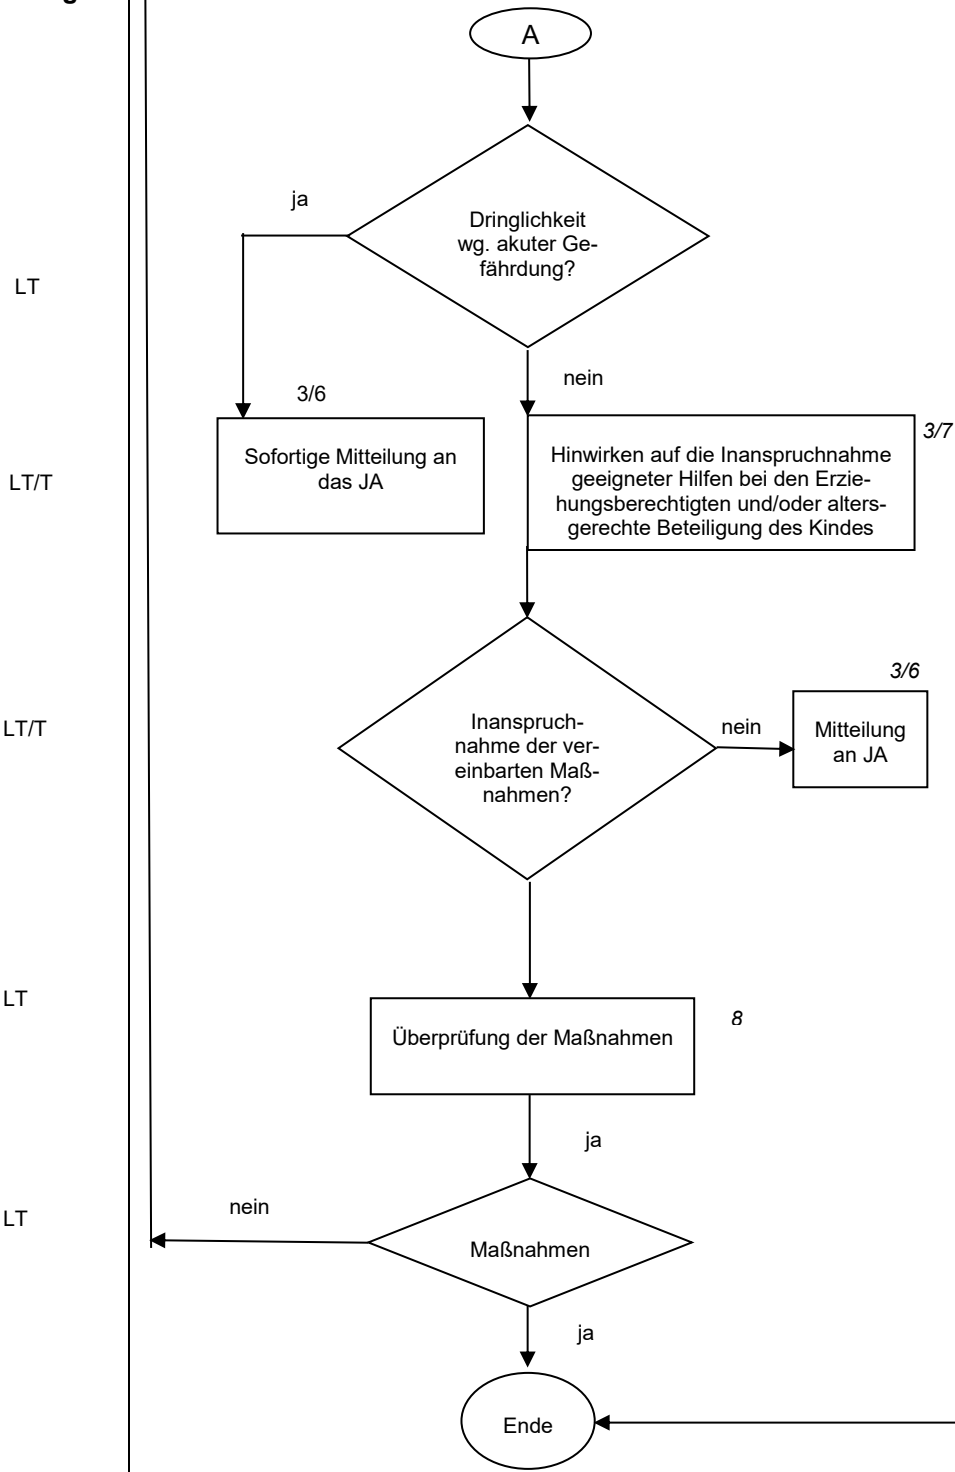 A
ja
Dringlichkeit
wg. akuter Ge-
fährdung?
LT
nein
3/6
3/7
LT/T
Sofortige Mitteilung an
das JA
Hinwirken auf die Inanspruchnahme
geeigneter Hilfen bei den Erzie-
hungsberechtigten und/oder alters-
gerechte Beteiligung des Kindes
3/6
LT/T
Inanspruch-
nahme der ver-
einbarten Maß-
nahmen?
nein
Mitteilung
an JA
LT
Überprüfung der Maßnahmen
8
ja
LT
nein
Maßnahmen
ja
Ende